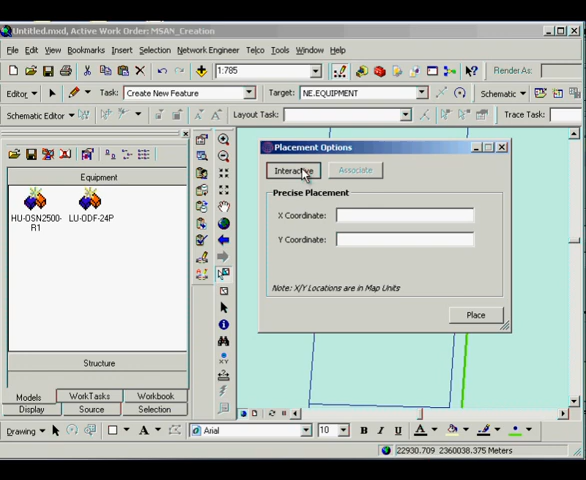 Untitled.mxd, Active Work Order: MSAN_Creation
File Edit View Bookmarks Insert Selection Network Engineer Telco Tools Window Help
1:785 Render As:
Editor Task: Create New Feature Target: NE.EQUIPMENT Schematic
Schematic Editor Layout Task: Trace Task:
Equipment
HU-OSN2500-
R1
LU-ODF-24P
Structure
Models WorkTasks Workbook
Display Source Selection
Placement Options
Interactive Associate
Precise Placement
X Coordinate:
Y Coordinate:
Note: X/Y Locations are in Map Units
Place
XY
Drawing A Arial 10 B I U A
22930.709 2360038.375 Meters